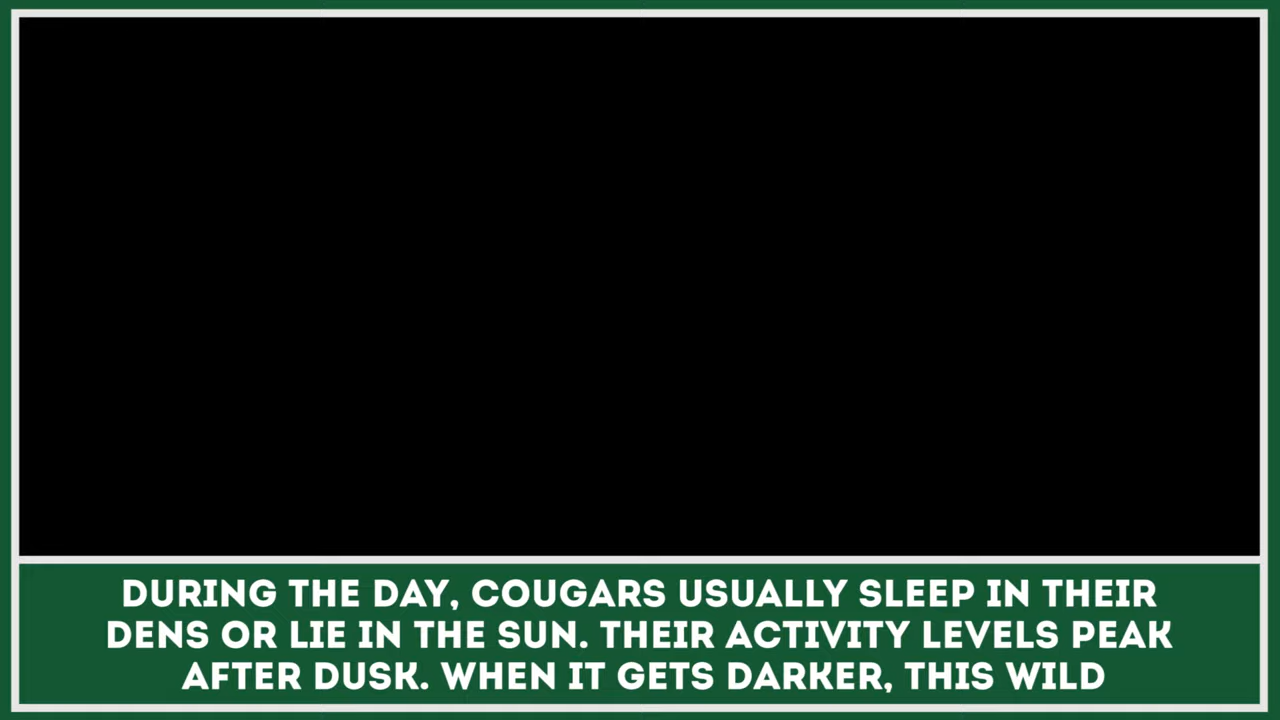 DURING THE DAY, COUGARS USUALLY SLEEP IN THEIR
DENS OR LIE IN THE SUN. THEIR ACTIVITY LEVELS PEAK
AFTER DUSK. WHEN IT GETS DARKER, THIS WILD